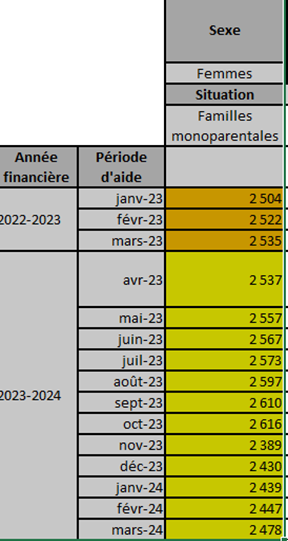 Sexe
Femmes
Situation
Familles
monoparentales
Année
financière
Période
d'aide
2022-2023
janv-23 2 504
févr-23 2 522
mars-23 2 535
avr-23 2 537
mai-23 2 557
juin-23 2 567
juil-23 2 573
août-23 2 597
2023-2024
sept-23 2 610
oct-23 2 616
nov-23 2 389
déc-23 2 430
janv-24 2 439
févr-24 2 447
mars-24 2 478